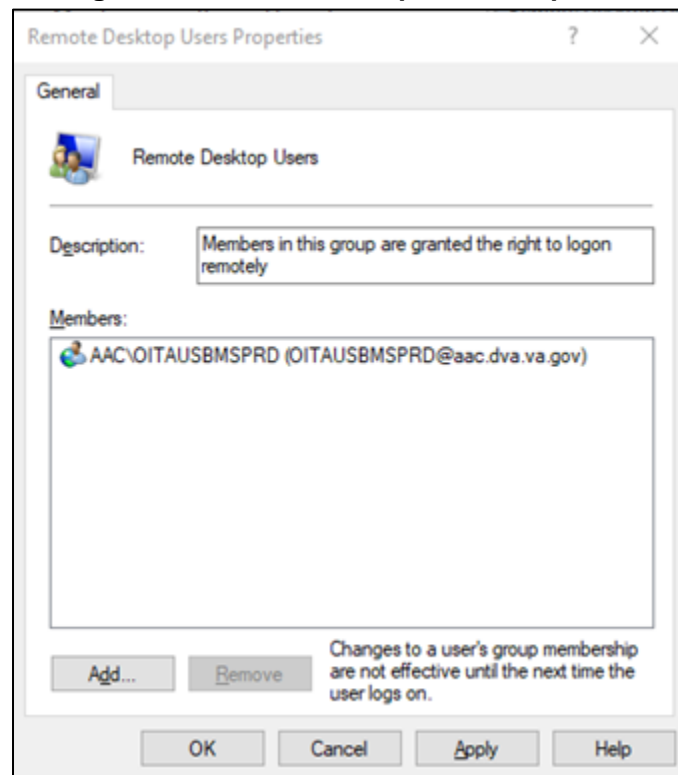 Remote Desktop Users Properties
?
General
Remote Desktop Users
Description:
Members in this group are granted the right to logon
remotely
Members:
AAC\OITAUSBMSPRD (OITAUSBMSPRD@aac.dva.va.gov)
Changes to a user's group membership
are not effective until the next time the
user logs on.
Add...
Remove
OK
Cancel
Apply
Help